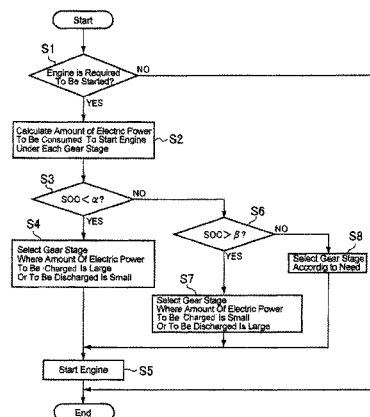 Start
S1
Engine is Required
To Be Started?
NO
YES
Calculate Amount of Electric Power
To Be Consumed To Start Engine
Under Each Gear Stage
S2
S3
SOC < α?
NO
YES
S4
Select Gear Stage
Where Amount Of Electric Power
To Be Charged Is Large
Or To Be Discharged Is Small
S6
SOC > β?
NO
YES
S8
Select Gear Stage
Accordig to Need
S7
Select Gear Stage
Where Amount Of Electric Power
To Be Charged Is Small
Or To Be Discharged Is Large
Start Engine
S5
End